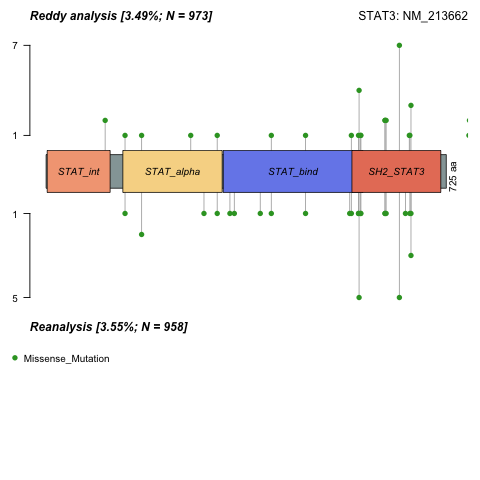 Reddy analysis [3.49%; N = 973]
STAT3: NM_213662
7
1
STAT_int
STAT_alpha
STAT_bind
SH2_STAT3
725 aa
1
5
Reanalysis [3.55%; N = 958]
Missense_Mutation